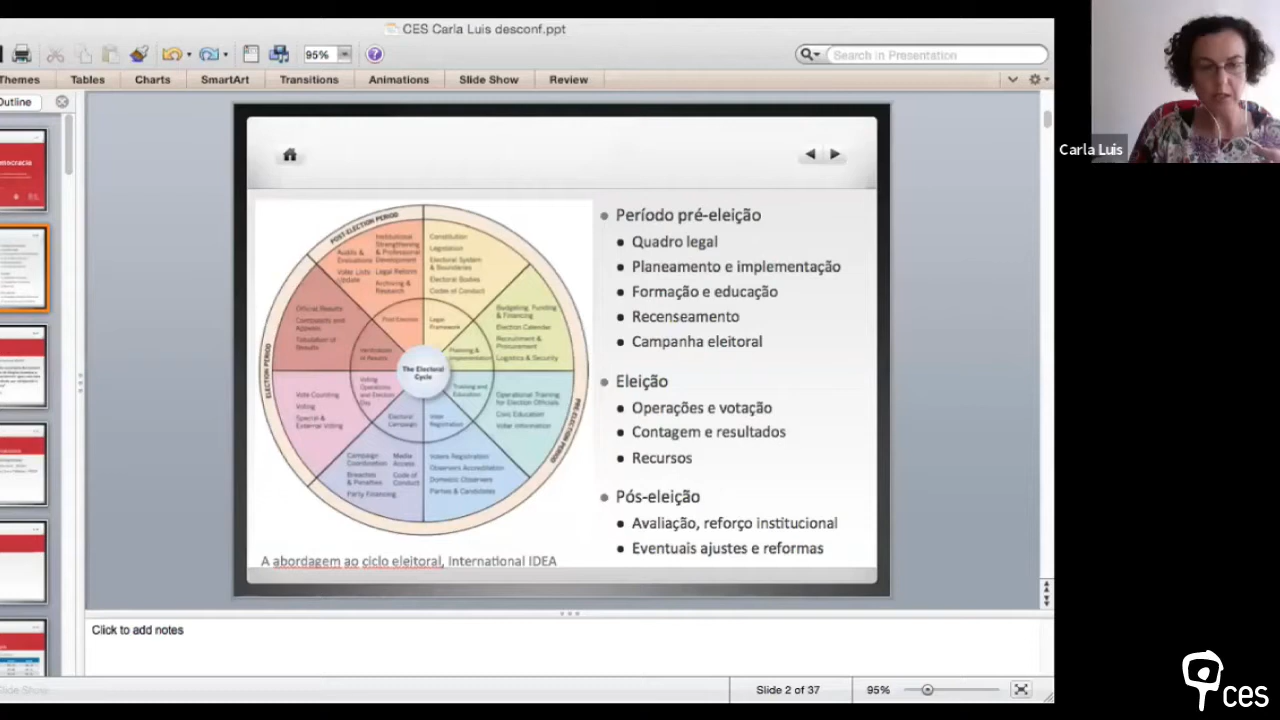 CES Carla Luis desconf.ppt
95%
Search in Presentation
Themes
Tables
Charts
SmartArt
Transitions
Animations
Slide Show
Review
Outline
Carla Luis
POST-ELECTION PERIOD
ELECTION PERIOD
PRE-ELECTION PERIOD
The Electoral
Cycle
Constitution
Legislation
Electoral System
& Boundaries
Electoral Bodies
Codes of Conduct
Legal
Framework
Budgeting, Funding
& Financing
Election Calendar
Recruitment &
Procurement
Logistics & Security
Planning &
Implementation
Operational Training
for Election Officials
Civic Education
Voter Information
Training and
Education
Voters Registration
Observers Accreditation
Domestic Observers
Parties & Candidates
Voter
Registration
Campaign
Coordination
Media
Access
Breaches
& Penalties
Code of
Conduct
Party Financing
Electoral
Campaign
Vote Counting
Voting
Special &
External Voting
Voting
Operations
and Election
Day
Official Results
Complaints and
Appeals
Tabulation of
Results
Verification
of Results
Institutional
Strengthening
& Professional
Development
Audits &
Evaluations
Legal Reform
Voter Lists
Update
Archiving &
Research
Post Election
A abordagem ao ciclo eleitoral, International IDEA
Período pré-eleição
Quadro legal
Planeamento e implementação
Formação e educação
Recenseamento
Campanha eleitoral
Eleição
Operações e votação
Contagem e resultados
Recursos
Pós-eleição
Avaliação, reforço institucional
Eventuais ajustes e reformas
Click to add notes
Slide Show
Slide 2 of 37
95%
ces